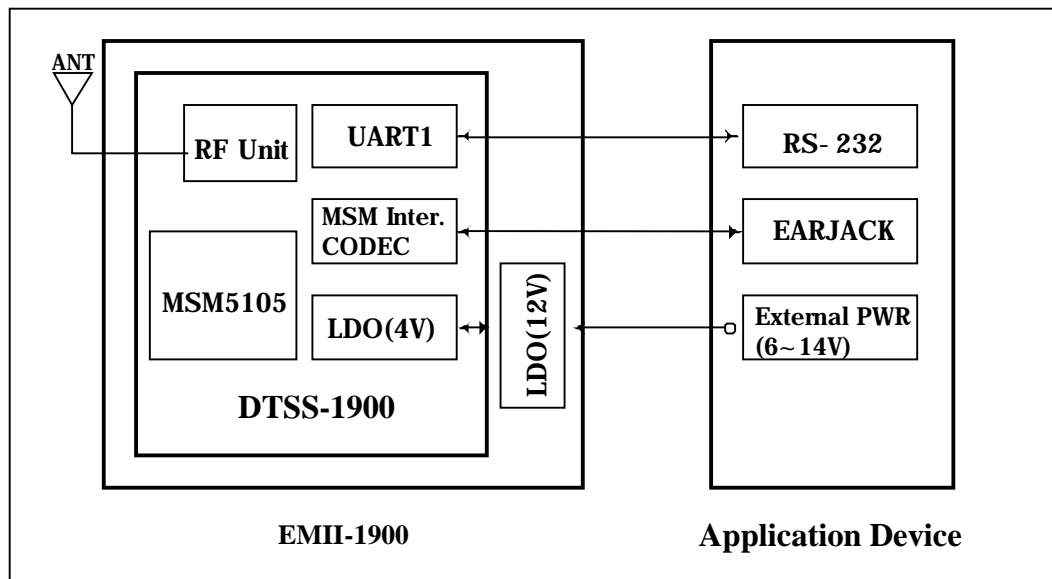 ANT
RF Unit
UART1
MSM Inter.
CODEC
MSM5105
LDO(4V)
DTSS-1900
LDO(12V)
EMII-1900
RS- 232
EARJACK
External PWR
(6~14V)
Application Device